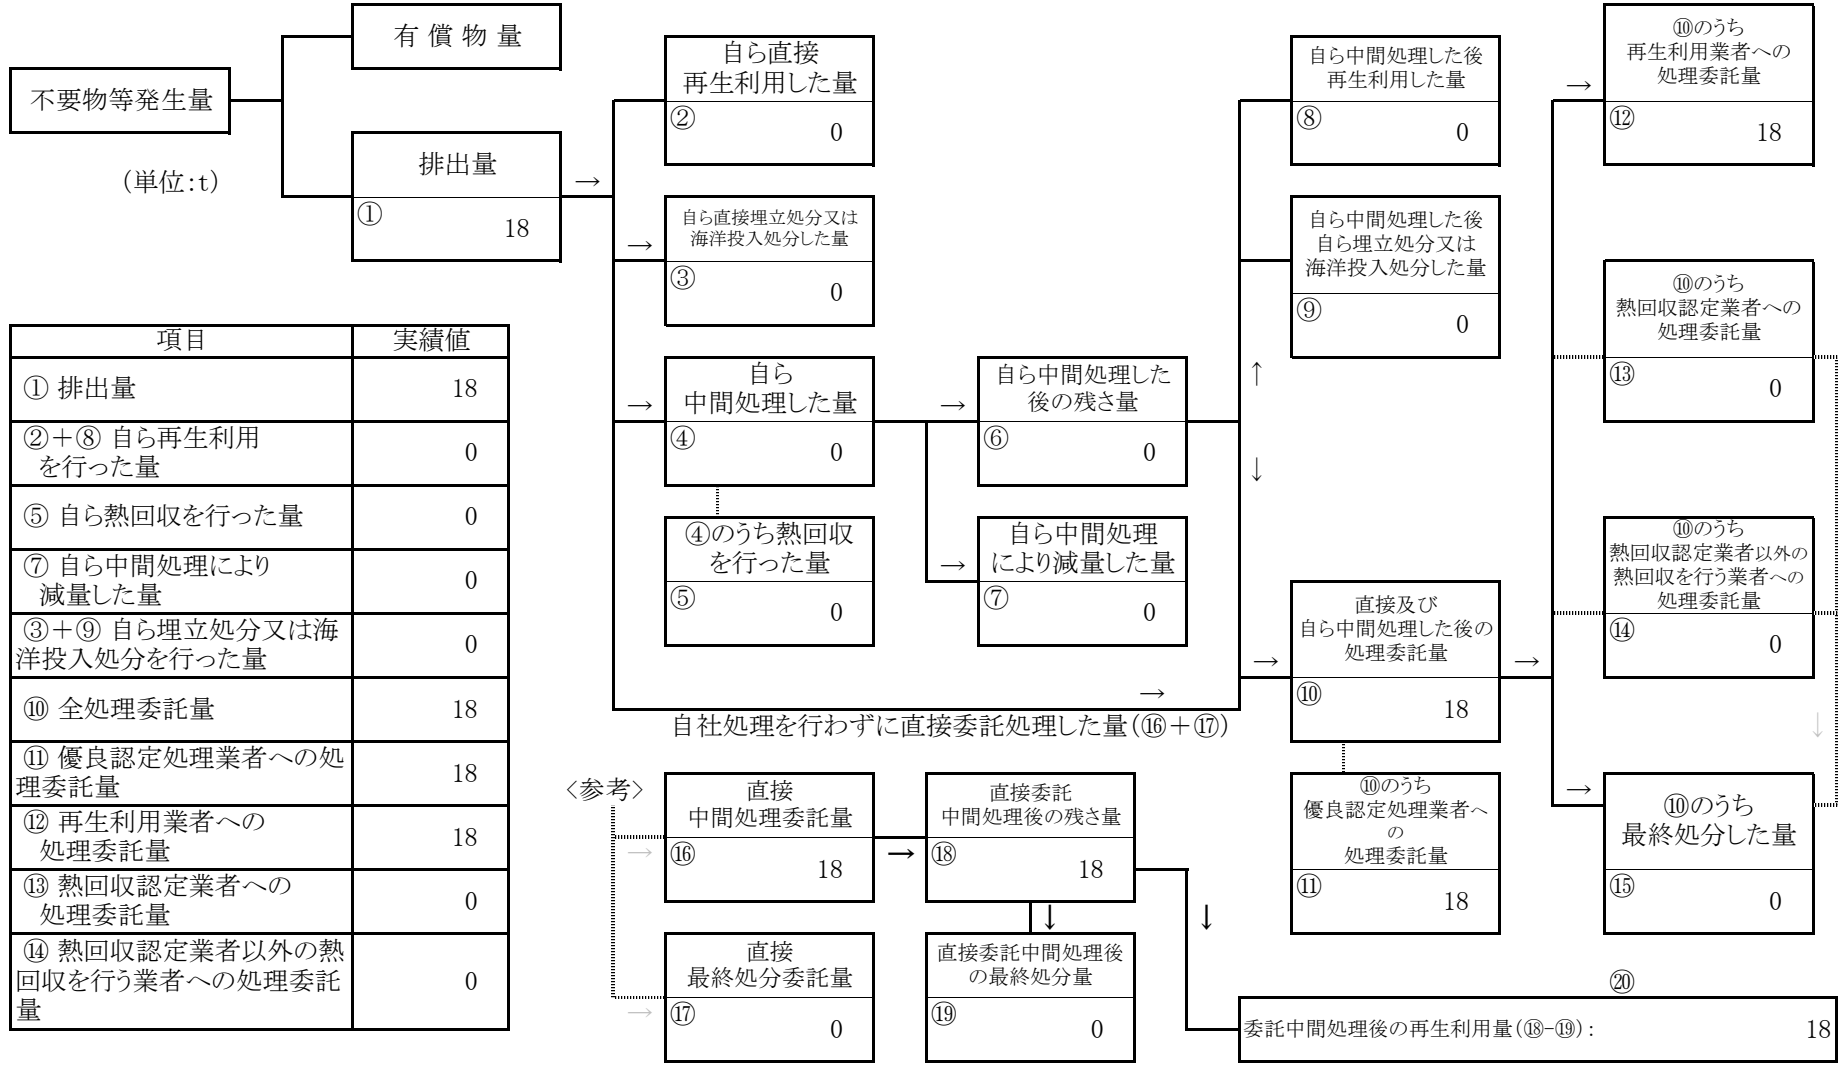 有 償 物 量
不要物等発生量
(単位:t)
排出量
①
18
→
自ら直接
再生利用した量
②
0
→
自ら直接埋立処分又は
海洋投入処分した量
③
0
→
自ら
中間処理した量
④
0
④のうち熱回収
を行った量
⑤
0
→
自ら中間処理した
後の残さ量
⑥
0
→
自ら中間処理
により減量した量
⑦
0
自ら中間処理した後
再生利用した量
⑧
0
自ら中間処理した後
自ら埋立処分又は
海洋投入処分した量
⑨
0
↑
↓
→
自社処理を行わずに直接委託処理した量(⑯+⑰)
→
直接及び
自ら中間処理した後の
処理委託量
⑩
18
⑩のうち
優良認定処理業者へ
の
処理委託量
⑪
18
→
→
⑩のうち
再生利用業者への
処理委託量
⑫
18
⑩のうち
熱回収認定業者への
処理委託量
⑬
0
⑩のうち
熱回収認定業者以外の
熱回収を行う業者への
処理委託量
⑭
0
↓
→
⑩のうち
最終処分した量
⑮
0
項目 実績値
① 排出量 18
②+⑧ 自ら再生利用
を行った量 0
⑤ 自ら熱回収を行った量 0
⑦ 自ら中間処理により
減量した量 0
③+⑨ 自ら埋立処分又は海
洋投入処分を行った量 0
⑩ 全処理委託量 18
⑪ 優良認定処理業者への処
理委託量 18
⑫ 再生利用業者への
処理委託量 18
⑬ 熱回収認定業者への
処理委託量 0
⑭ 熱回収認定業者以外の熱
回収を行う業者への処理委託
量 0
<参考>
→
直接
中間処理委託量
⑯
18
→
直接委託
中間処理後の残さ量
⑱
18
→
直接
最終処分委託量
⑰
0
↓
直接委託中間処理後
の最終処分量
⑲
0
↓
⑳
委託中間処理後の再生利用量(⑱-⑲): 18